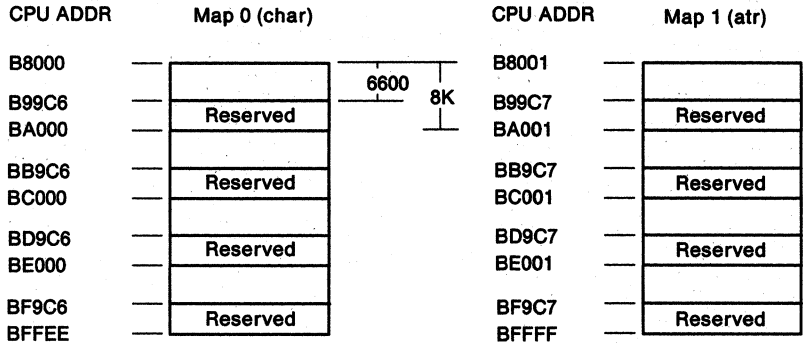 CPU ADDR Map 0 (char) CPU ADDR Map 1 (atr)
B8000 B8001
6600
B99C6 8K B99C7
Reserved Reserved
BA000 BA001
BB9C6 BB9C7
Reserved Reserved
BC000 BC001
BD9C6 BD9C7
Reserved Reserved
BE000 BE001
BF9C6 BF9C7
Reserved Reserved
BFFEE BFFFF